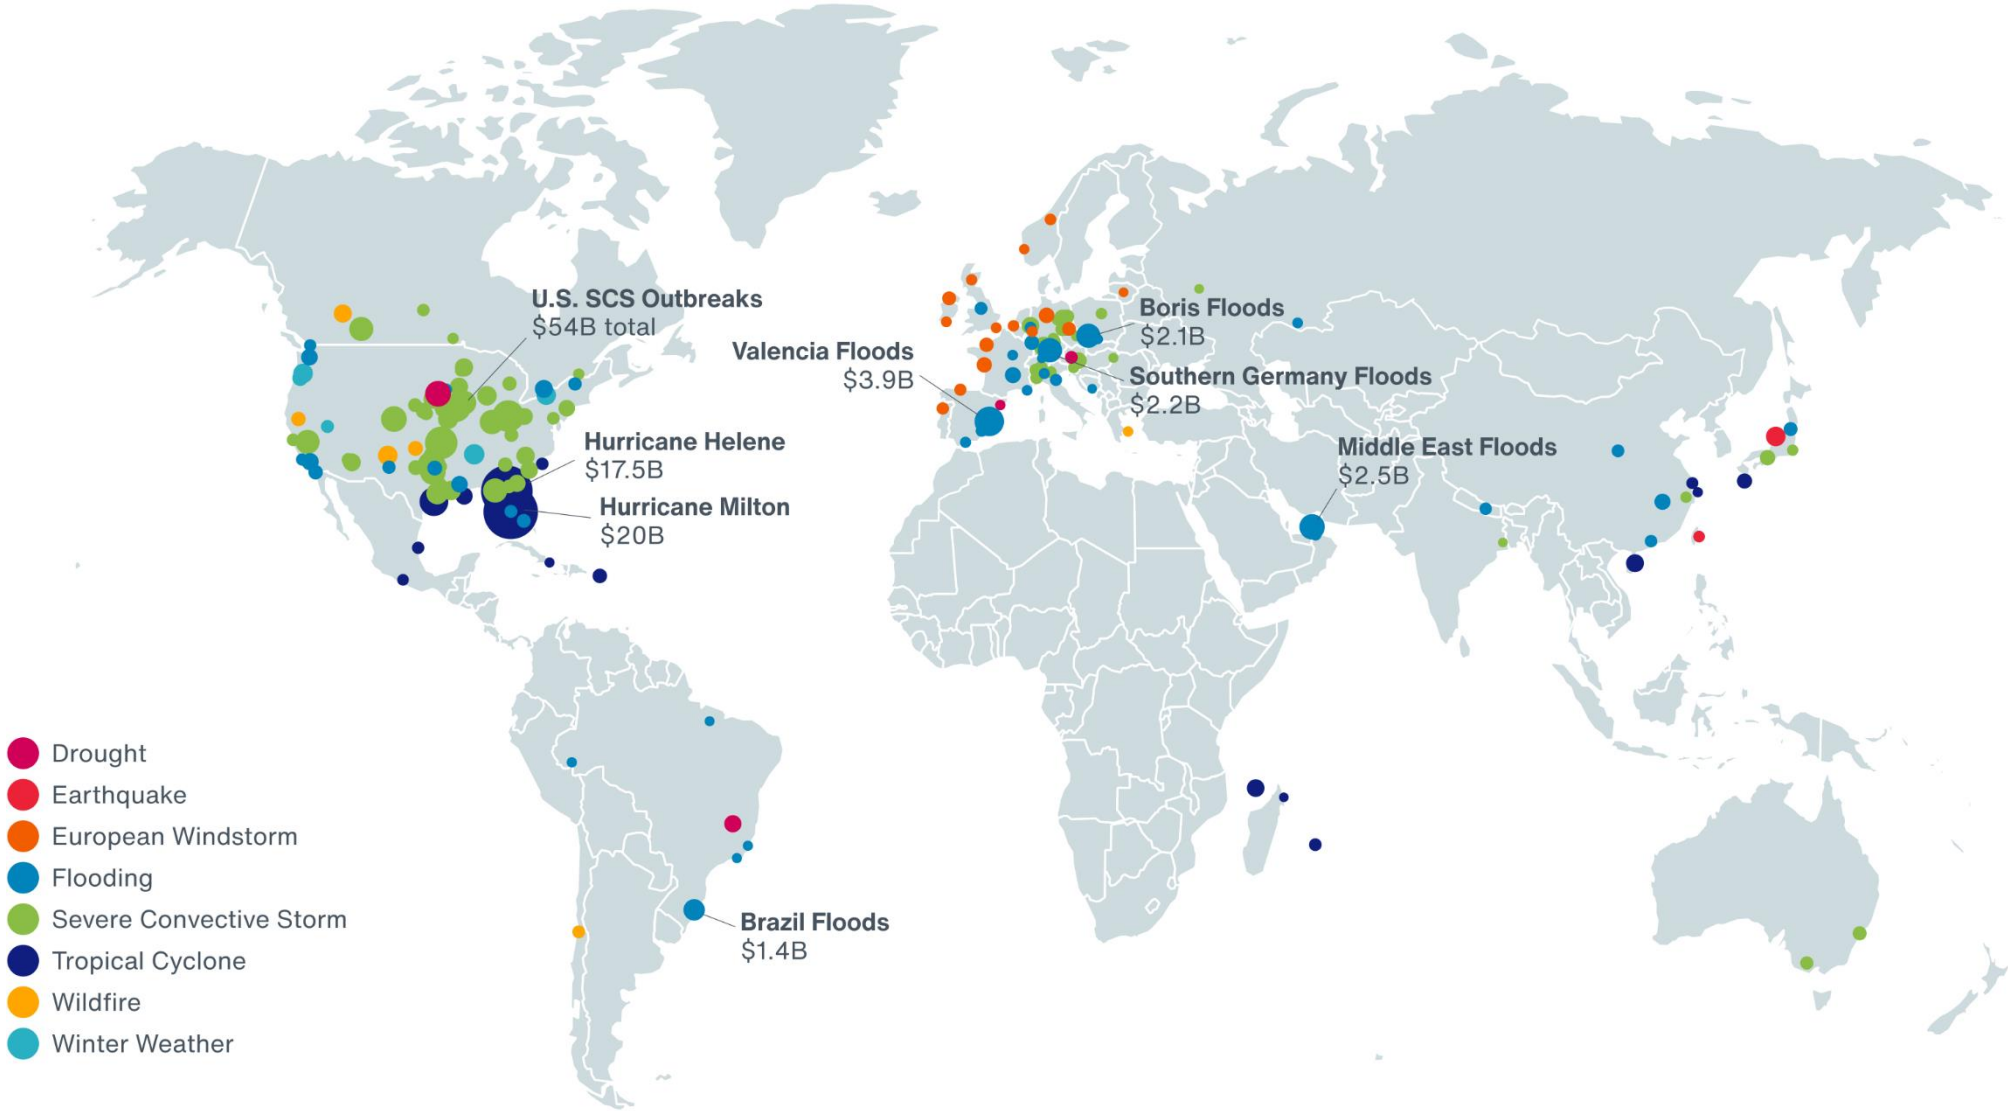 U.S. SCS Outbreaks
$54B total
Boris Floods
$2.1B
Valencia Floods
$3.9B
Southern Germany Floods
$2.2B
Hurricane Helene
$17.5B
Middle East Floods
$2.5B
Hurricane Milton
$20B
Brazil Floods
$1.4B
Drought
Earthquake
European Windstorm
Flooding
Severe Convective Storm
Tropical Cyclone
Wildfire
Winter Weather